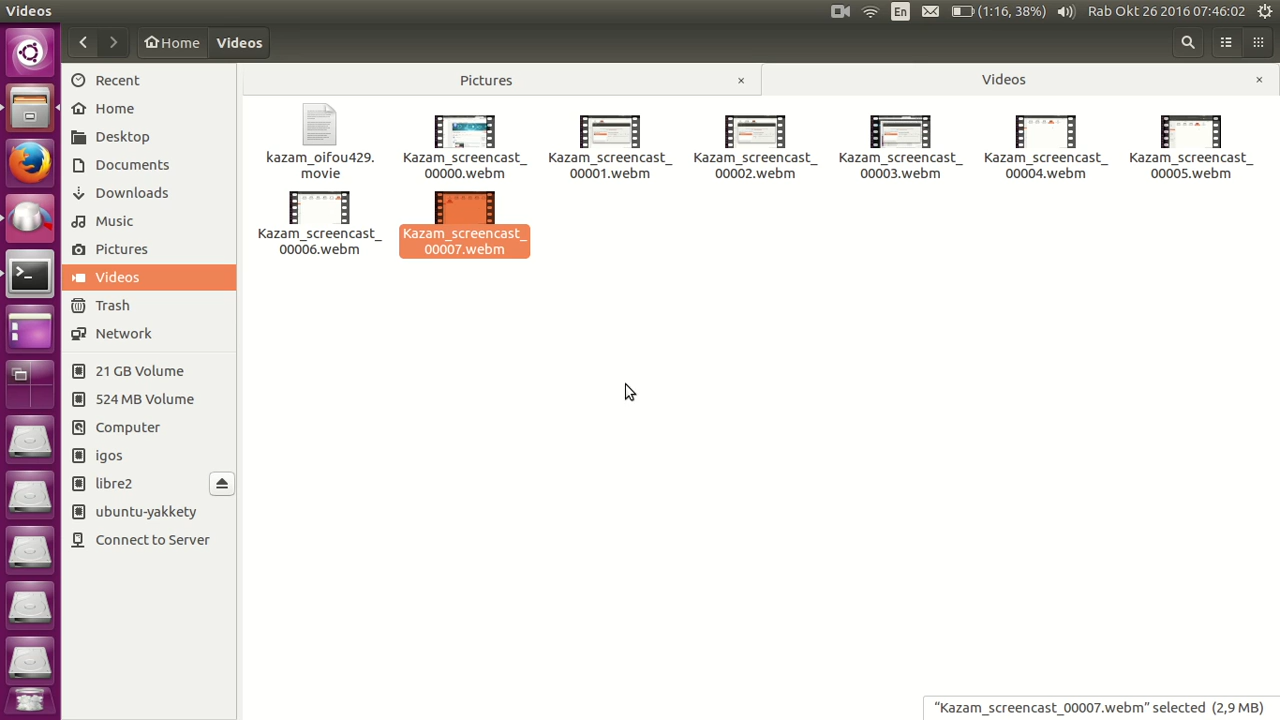 Videos
En
(1:16, 38%)
Rab Okt 26 2016 07:46:02
Home
Videos
Recent
Home
Desktop
Documents
Downloads
Music
Pictures
Videos
Trash
Network
21 GB Volume
524 MB Volume
Computer
igos
libre2
ubuntu-yakkety
Connect to Server
Pictures ×
Videos ×
kazam_oifou429.
movie
Kazam_screencast_
00000.webm
Kazam_screencast_
00001.webm
Kazam_screencast_
00002.webm
Kazam_screencast_
00003.webm
Kazam_screencast_
00004.webm
Kazam_screencast_
00005.webm
Kazam_screencast_
00006.webm
Kazam_screencast_
00007.webm
“Kazam_screencast_00007.webm” selected (2,9 MB)